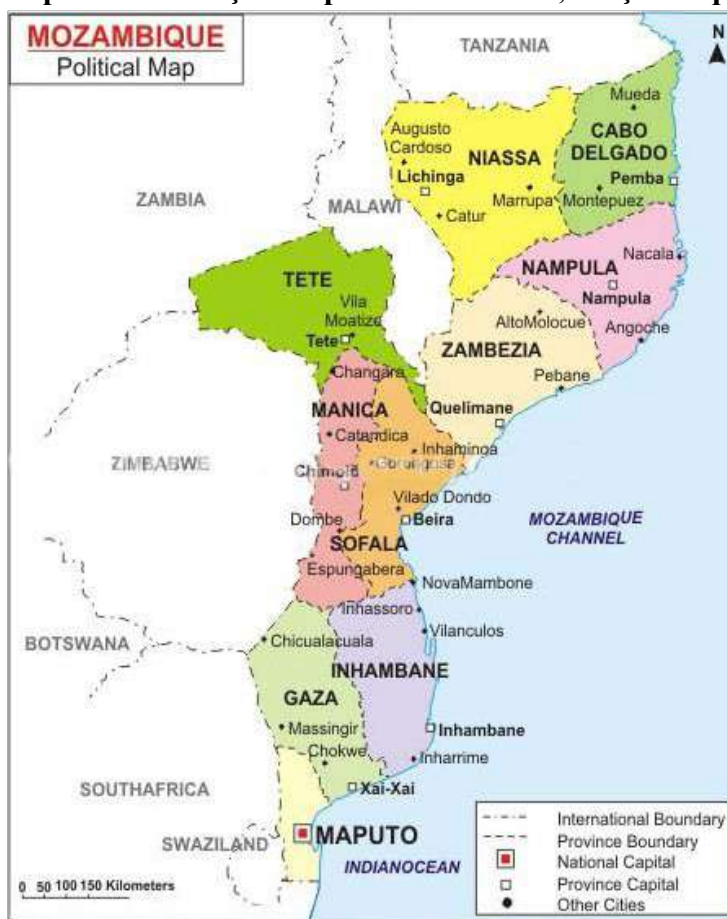 MOZAMBIQUE
Political Map
N
TANZANIA
Mueda
CABO
DELGADO
Augusto
Cardoso
NIASSA
Lichinga
Pemba
ZAMBIA
MALAWI
Marrupa
Montepuez
Catur
Nacala
NAMPULA
TETE
Nampula
Vila
Moatize
AltoMolocue
Tete
Angoche
ZAMBEZIA
Changara
Pebane
MANICA
Quelimane
Catandica
Inhaminga
ZIMBABWE
Chimoio
Vilado Dondo
Beira
MOZAMBIQUE
CHANNEL
Dombe
SOFALA
Espungabera
NovaMambone
Inhassoro
BOTSWANA
Chicualacuala
Vilanculos
INHAMBANE
GAZA
Massingir
Inhambane
Chokwe
Inharrime
SOUTHAFRICA
Xai-Xai
MAPUTO
SWAZILAND
INDIANOCEAN
0 50 100 150 Kilometers
International Boundary
Province Boundary
National Capital
Province Capital
Other Cities